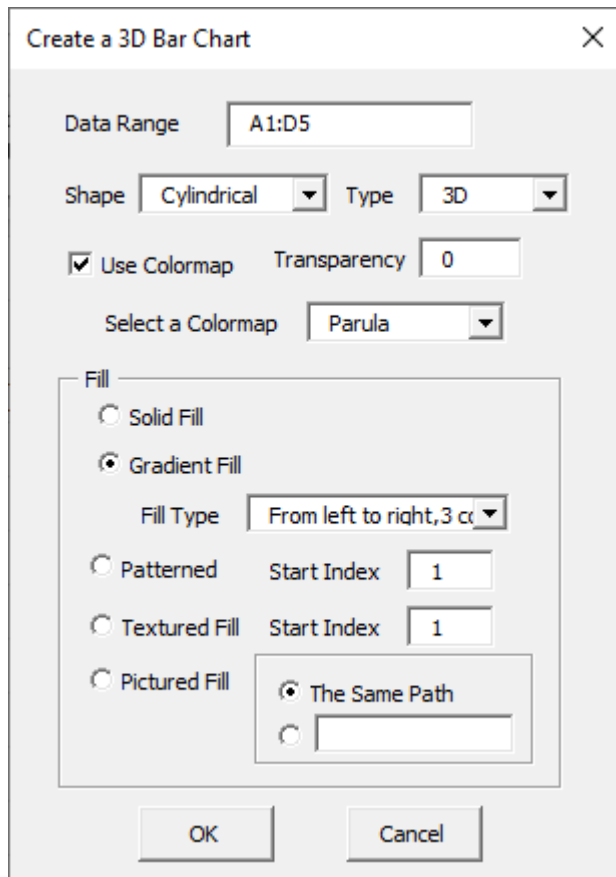 Create a 3D Bar Chart
Data Range A1:D5
Shape Cylindrical Type 3D
Use Colormap Transparency 0
Select a Colormap Parula
Fill
Solid Fill
Gradient Fill
Fill Type From left to right,3 co
Patterned Start Index 1
Textured Fill Start Index 1
Pictured Fill
The Same Path
OK Cancel